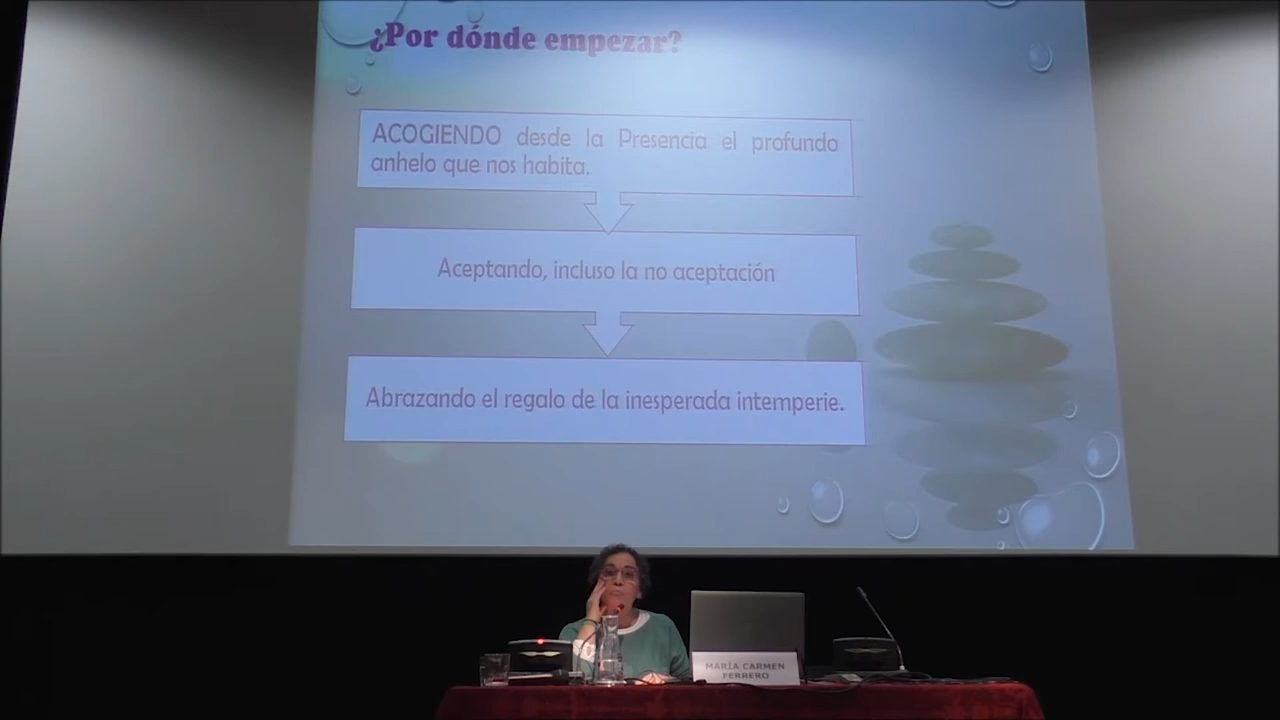 ¿Por dónde empezar?
ACOGIENDO desde la Presencia el profundo
anhelo que nos habita.
Aceptando, incluso la no aceptación
Abrazando el regalo de la inesperada intemperie.
MARÍA CARMEN
FERRERO